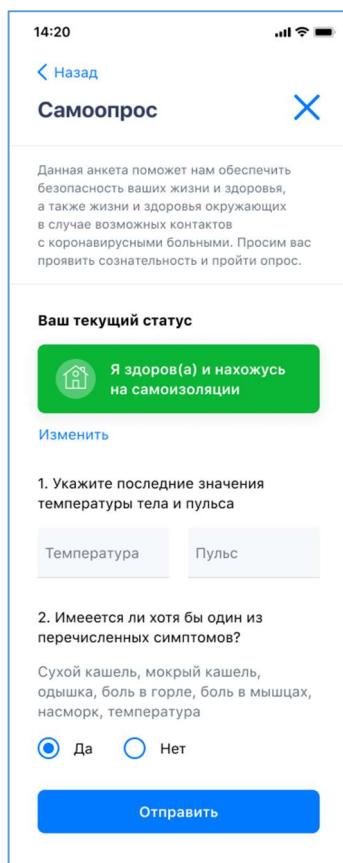 14:20
Назад
Самоопрос
Данная анкета поможет нам обеспечить
безопасность ваших жизни и здоровья,
а также жизни и здоровья окружающих
в случае возможных контактов
с коронавирусными больными. Просим вас
проявить сознательность и пройти опрос.
Ваш текущий статус
Я здоров(а) и нахожусь
на самоизоляции
Изменить
1. Укажите последние значения
температуры тела и пульса
Температура Пульс
2. Имееется ли хотя бы один из
перечисленных симптомов?
Сухой кашель, мокрый кашель,
одышка, боль в горле, боль в мышцах,
насморк, температура
Да Нет
Отправить